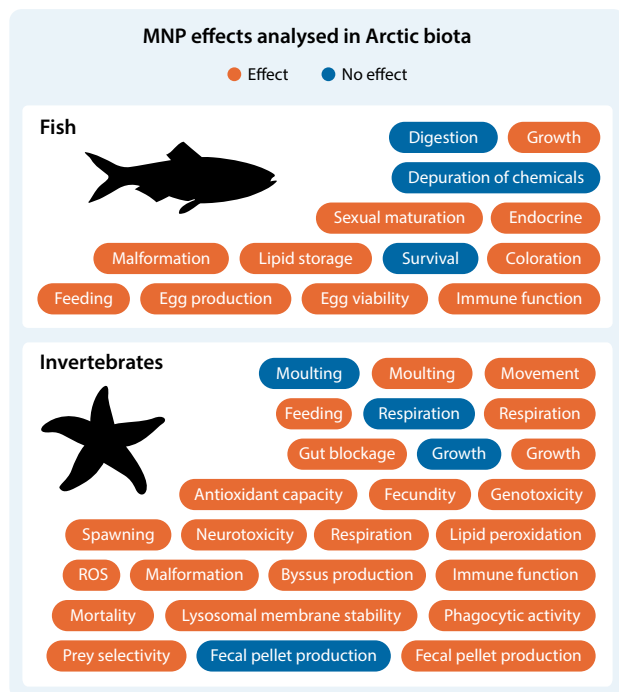 MNP effects analysed in Arctic biota
Effect No effect
Fish
Digestion Growth
Depuration of chemicals
Sexual maturation Endocrine
Malformation Lipid storage Survival Coloration
Feeding Egg production Egg viability Immune function
Invertebrates
Moulting Moulting Movement
Feeding Respiration Respiration
Gut blockage Growth Growth
Antioxidant capacity Fecundity Genotoxicity
Spawning Neurotoxicity Respiration Lipid peroxidation
ROS Malformation Byssus production Immune function
Mortality Lysosomal membrane stability Phagocytic activity
Prey selectivity Fecal pellet production Fecal pellet production